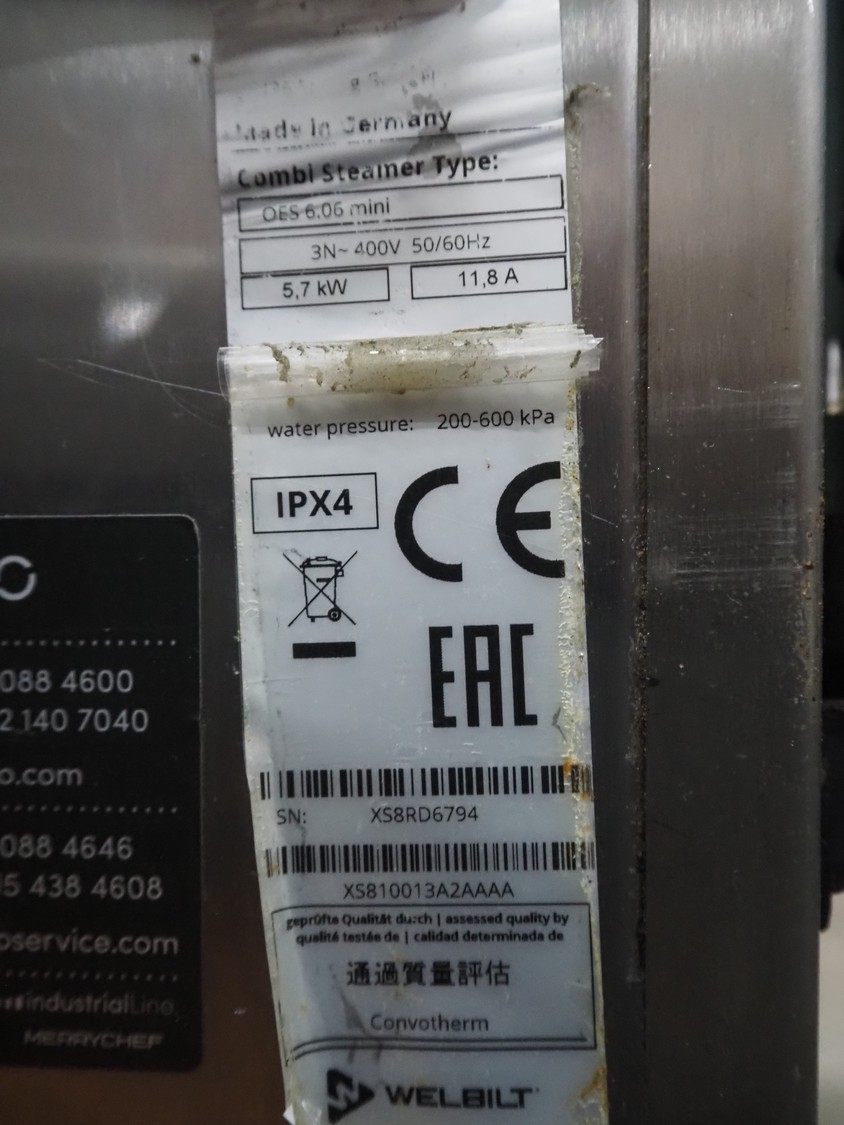 Made in Germany
Combi Steamer Type:
OES 6.06 mini
3N~ 400V 50/60Hz
5,7 kW
11,8 A
water pressure: 200-600 kPa
IPX4
CE
EAC
SN: XS8RD6794
XS810013A2AAAA
geprüfte Qualität durch | assessed quality by
qualité testée de | calidad determinada de
通過質量評估
Convotherm
WELBILT
088 4600
2 140 7040
o.com
088 4646
15 438 4608
oservice.com
industrialLine
MERRYCHEF